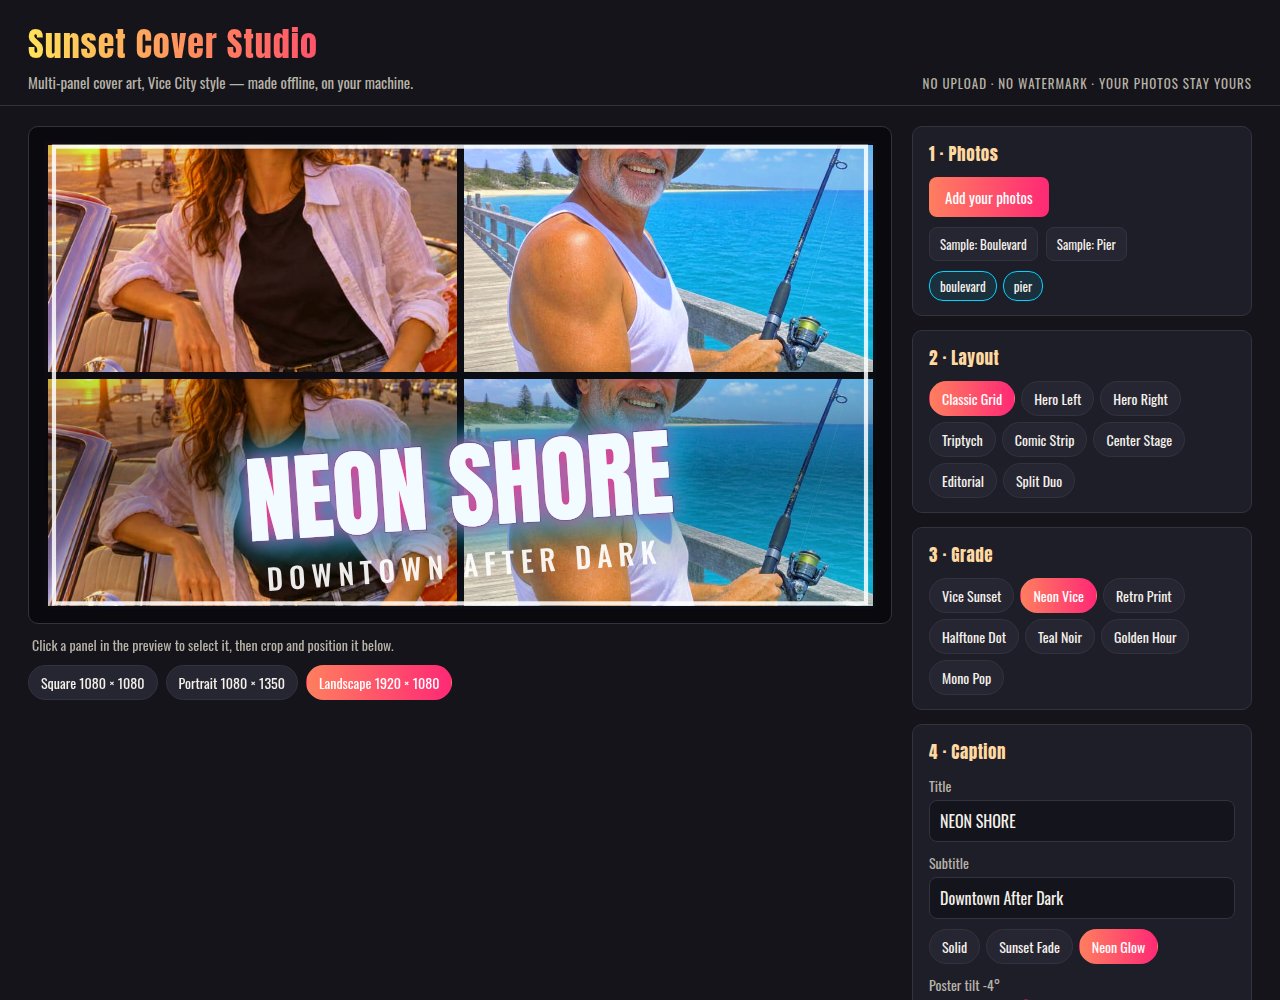 Sunset Cover Studio
Multi-panel cover art, Vice City style — made offline, on your machine.
NO UPLOAD · NO WATERMARK · YOUR PHOTOS STAY YOURS
NEON SHORE
DOWNTOWN AFTER DARK
Click a panel in the preview to select it, then crop and position it below.
Square 1080 × 1080
Portrait 1080 × 1350
Landscape 1920 × 1080
1 · Photos
Add your photos
Sample: Boulevard
Sample: Pier
boulevard
pier
2 · Layout
Classic Grid
Hero Left
Hero Right
Triptych
Comic Strip
Center Stage
Editorial
Split Duo
3 · Grade
Vice Sunset
Neon Vice
Retro Print
Halftone Dot
Teal Noir
Golden Hour
Mono Pop
4 · Caption
Title
NEON SHORE
Subtitle
Downtown After Dark
Solid
Sunset Fade
Neon Glow
Poster tilt -4°